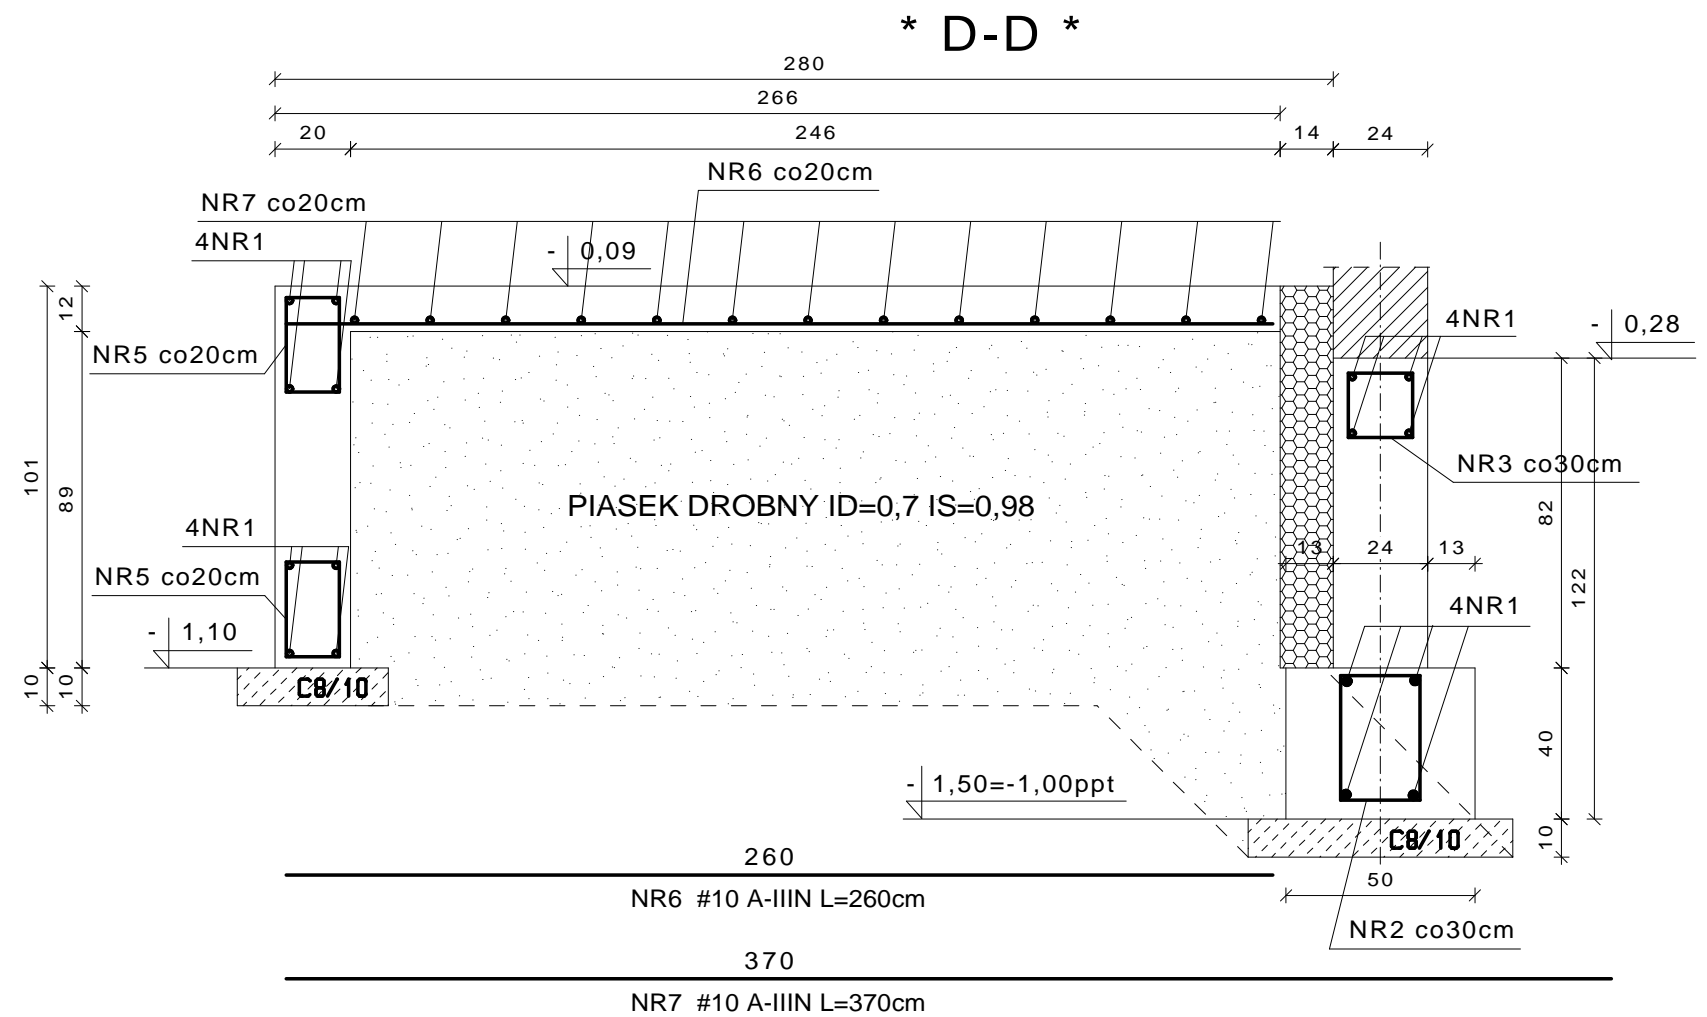 * D-D *
280
266
20 246 14 24
NR6 co20cm
NR7 co20cm
4NR1
- 0,09
12
4NR1
- 0,28
NR5 co20cm
NR3 co30cm
101
89
82
PIASEK DROBNY ID=0,7 IS=0,98
4NR1
13 24 13
NR5 co20cm
122
4NR1
- 1,10
10
10
C8/10
40
- 1,50=-1,00ppt
C8/10
10
260
50
NR6 #10 A-IIIN L=260cm
NR2 co30cm
370
NR7 #10 A-IIIN L=370cm